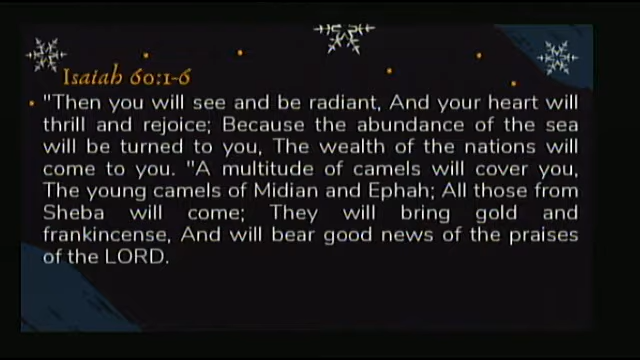 Isaiah 60:1-6
"Then you will see and be radiant, And your heart will
thrill and rejoice; Because the abundance of the sea
will be turned to you, The wealth of the nations will
come to you. "A multitude of camels will cover you,
The young camels of Midian and Ephah; All those from
Sheba will come; They will bring gold and
frankincense, And will bear good news of the praises
of the LORD.